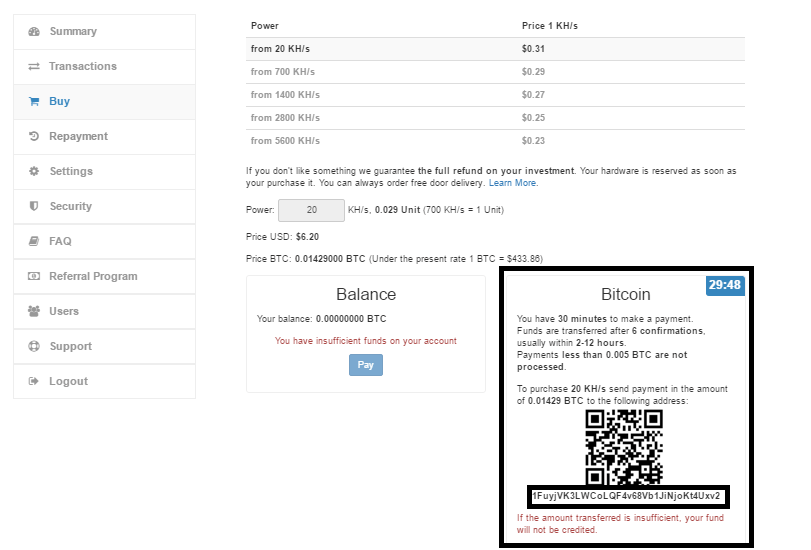 Summary
Transactions
Buy
Repayment
Settings
Security
FAQ
Referral Program
Users
Support
Logout
Power Price 1 KH/s
from 20 KH/s $0.31
from 700 KH/s $0.29
from 1400 KH/s $0.27
from 2800 KH/s $0.25
from 5600 KH/s $0.23
If you don't like something we guarantee the full refund on your investment. Your hardware is reserved as soon as
your purchase it. You can always order free door delivery. Learn More.
Power: 20 KH/s, 0.029 Unit (700 KH/s = 1 Unit)
Price USD: $6.20
Price BTC: 0.01429000 BTC (Under the present rate 1 BTC = $433.86)
Balance
Your balance: 0.00000000 BTC
You have insufficient funds on your account
Pay
29:48
Bitcoin
You have 30 minutes to make a payment.
Funds are transferred after 6 confirmations,
usually within 2-12 hours.
Payments less than 0.005 BTC are not
processed.
To purchase 20 KH/s send payment in the amount
of 0.01429 BTC to the following address:
1FuyjVK3LWCoLQF4v68Vb1JiNjoKt4Uxv2
If the amount transferred is insufficient, your fund
will not be credited.